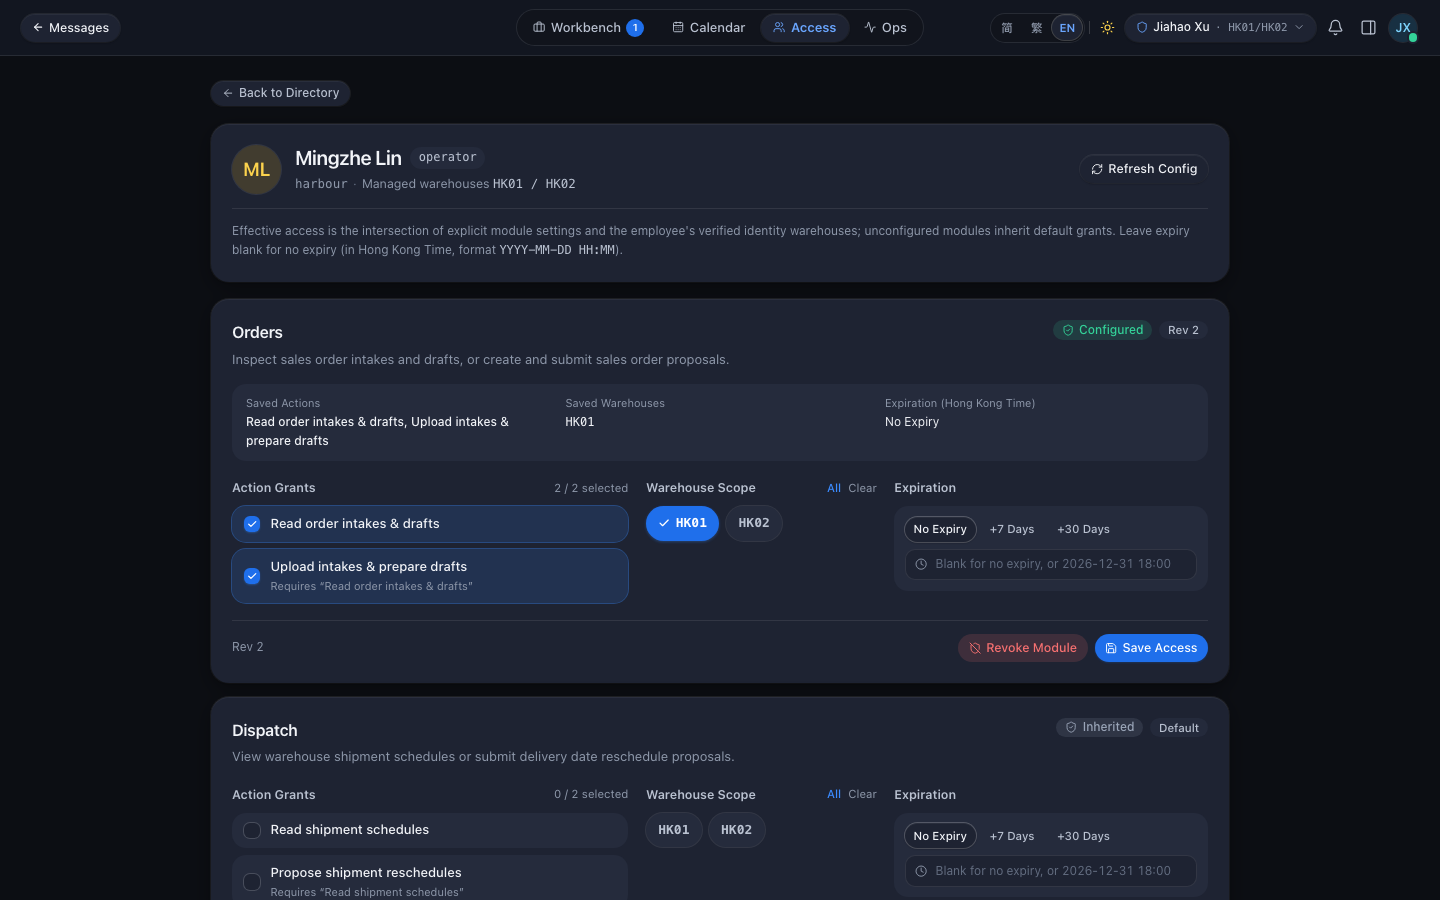 Messages
Workbench 1
Calendar
Access
Ops
简 繁 EN
Jiahao Xu · HK01/HK02
JX
Back to Directory
ML
Mingzhe Lin operator
harbour · Managed warehouses HK01 / HK02
Refresh Config
Effective access is the intersection of explicit module settings and the employee's verified identity warehouses; unconfigured modules inherit default grants. Leave expiry
blank for no expiry (in Hong Kong Time, format YYYY-MM-DD HH:MM).
Orders
Configured Rev 2
Inspect sales order intakes and drafts, or create and submit sales order proposals.
Saved Actions
Read order intakes & drafts, Upload intakes &
prepare drafts
Saved Warehouses
HK01
Expiration (Hong Kong Time)
No Expiry
Action Grants 2 / 2 selected
Read order intakes & drafts
Upload intakes & prepare drafts
Requires “Read order intakes & drafts”
Warehouse Scope All Clear
HK01 HK02
Expiration
No Expiry +7 Days +30 Days
Blank for no expiry, or 2026-12-31 18:00
Rev 2
Revoke Module Save Access
Dispatch
Inherited Default
View warehouse shipment schedules or submit delivery date reschedule proposals.
Action Grants 0 / 2 selected
Read shipment schedules
Propose shipment reschedules
Requires “Read shipment schedules”
Warehouse Scope All Clear
HK01 HK02
Expiration
No Expiry +7 Days +30 Days
Blank for no expiry, or 2026-12-31 18:00